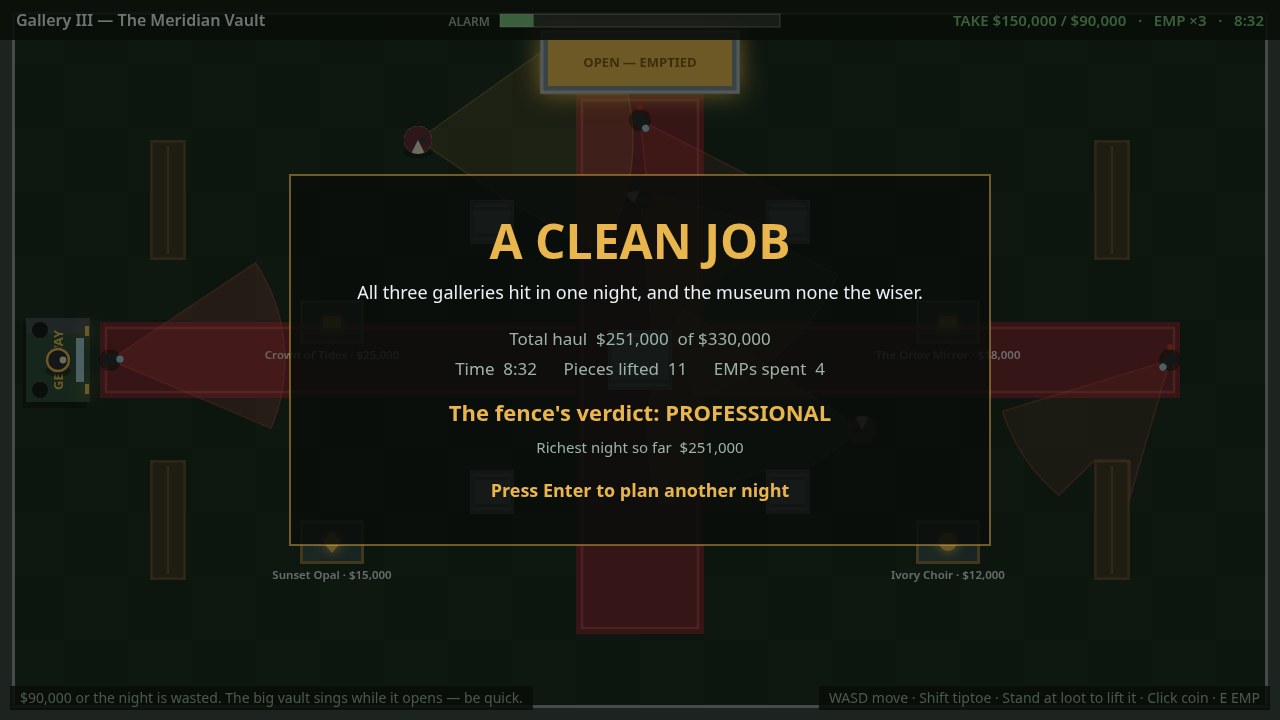 Gallery III — The Meridian Vault
ALARM
TAKE $150,000 / $90,000 · EMP ×3 · 8:32
OPEN — EMPTIED
A CLEAN JOB
All three galleries hit in one night, and the museum none the wiser.
Total haul $251,000 of $330,000
Crown of Tides · $25,000
Time 8:32 Pieces lifted 11 EMPs spent 4
The fence's verdict: PROFESSIONAL
Richest night so far $251,000
Press Enter to plan another night
Sunset Opal · $15,000
Ivory Choir · $12,000
$90,000 or the night is wasted. The big vault sings while it opens — be quick.
WASD move · Shift tiptoe · Stand at loot to lift it · Click coin · E EMP